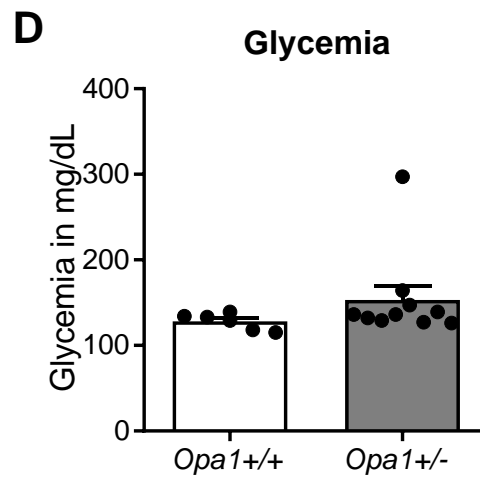 D
Glycemia
Glycemia in mg/dL
400
300
200
100
0
Opa1+/+
Opa1+/-